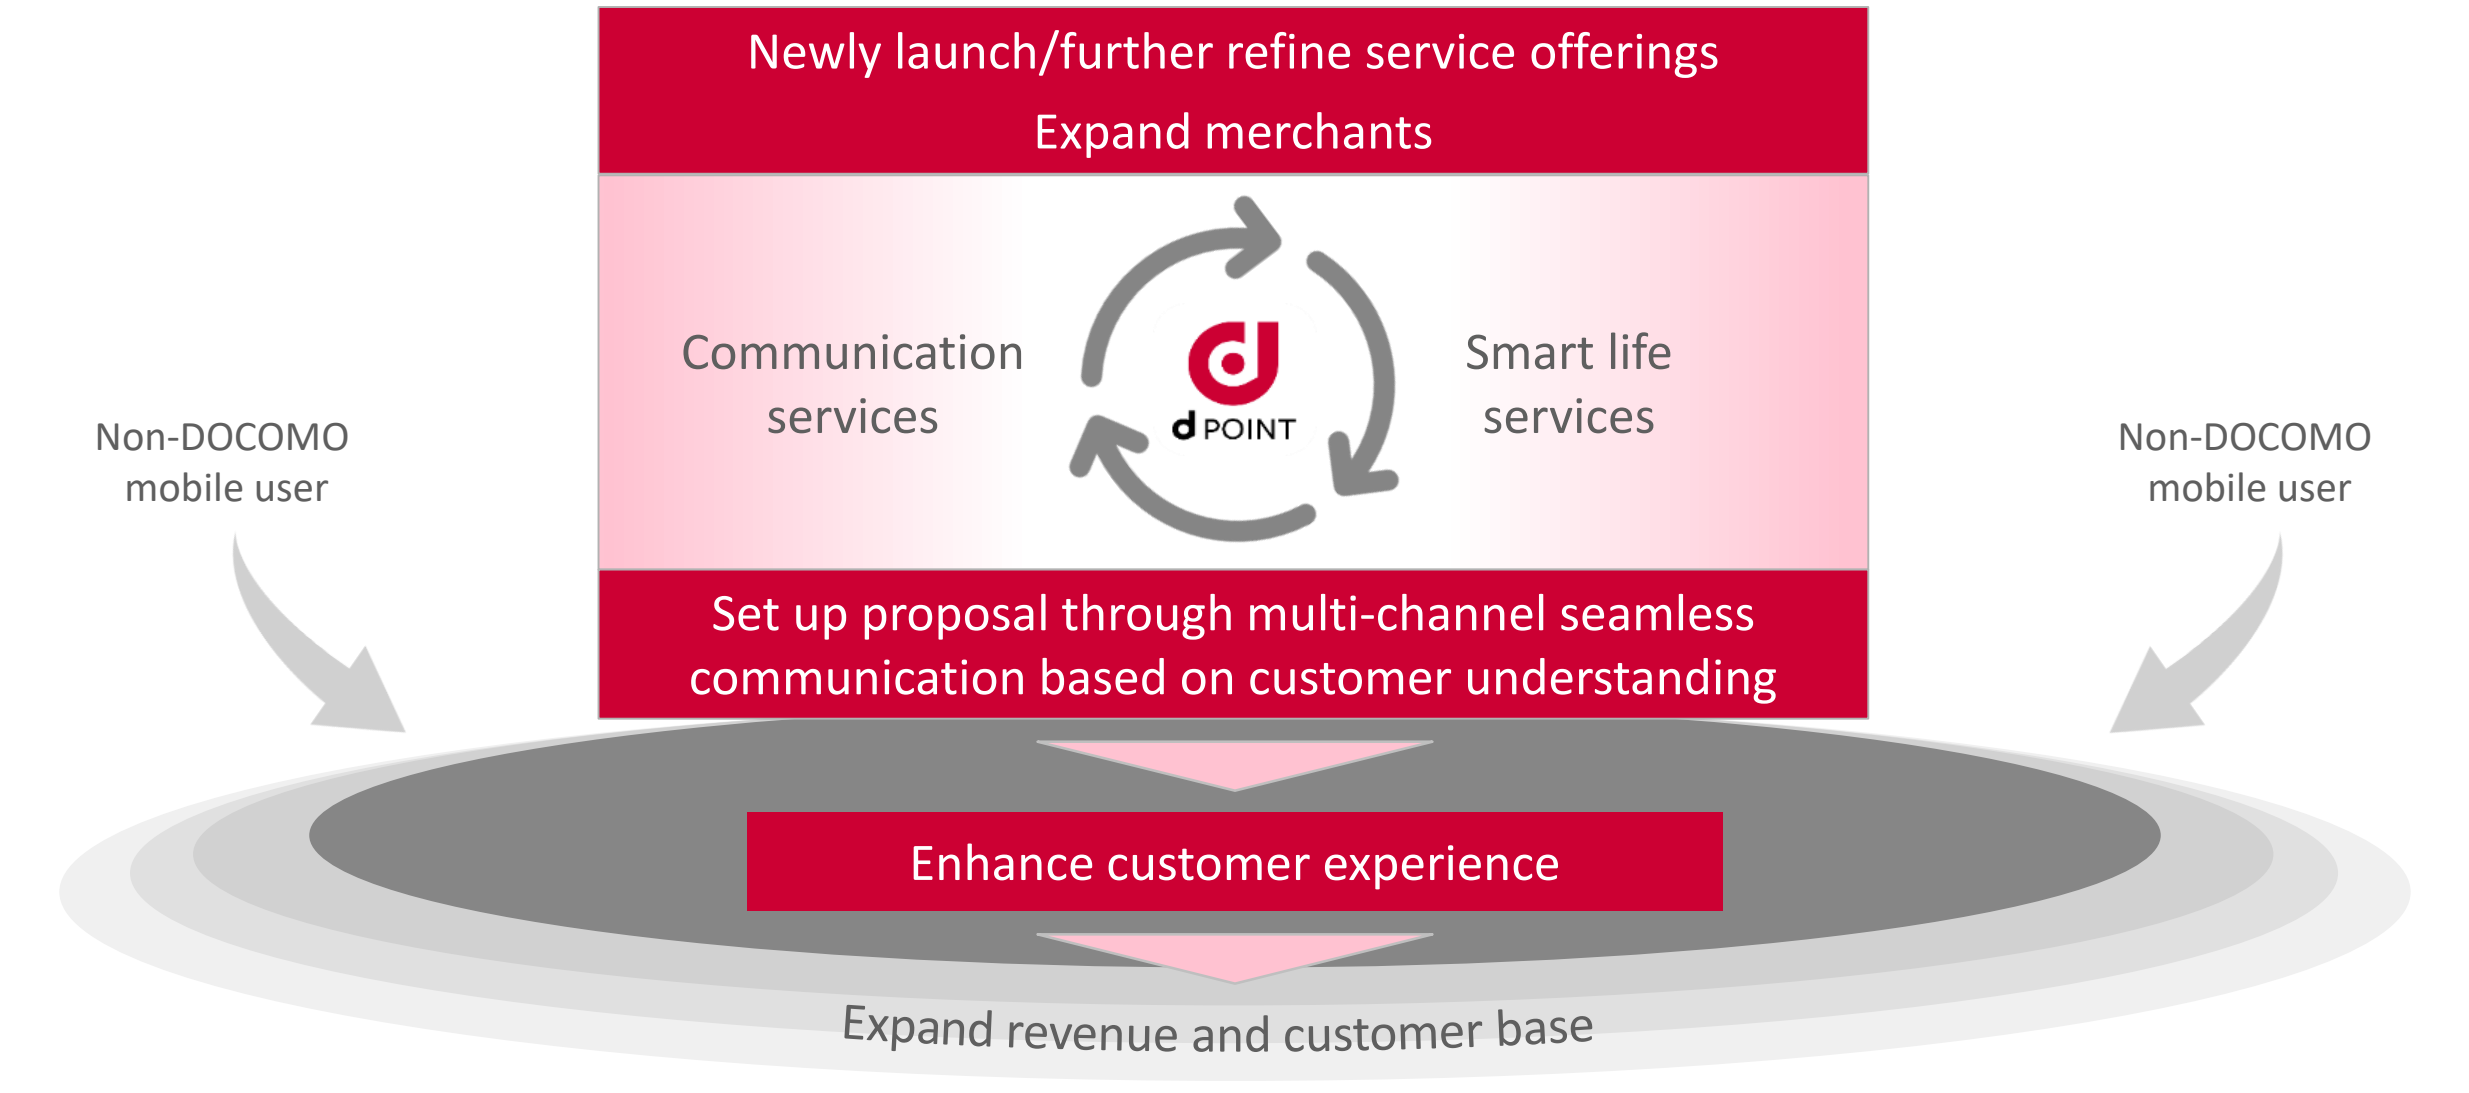 Newly launch/further refine service offerings
Expand merchants
Communication
services
d POINT
Smart life
services
Non-DOCOMO
mobile user
Non-DOCOMO
mobile user
Set up proposal through multi-channel seamless
communication based on customer understanding
Enhance customer experience
Expand revenue and customer base